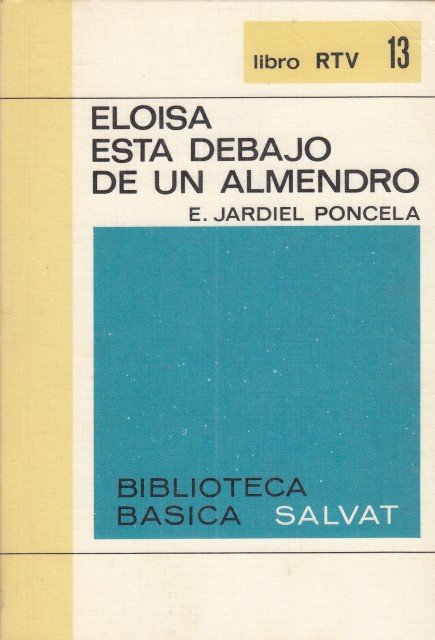 libro RTV 13
ELOISA
ESTA DEBAJO
DE UN ALMENDRO
E. JARDIEL PONCELA
BIBLIOTECA
BASICA SALVAT